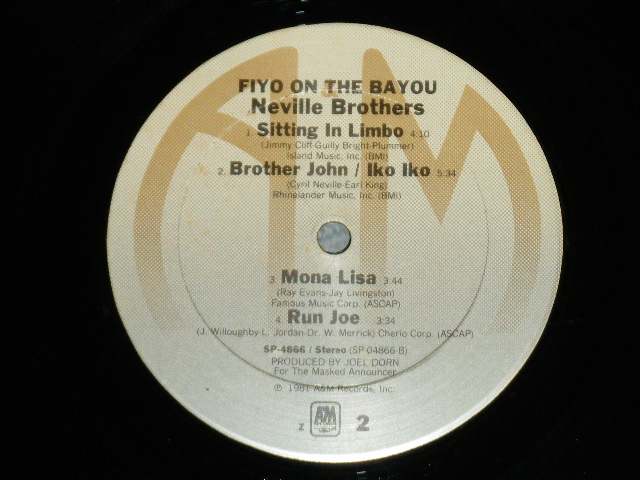 FIYO ON THE BAYOU
Neville Brothers
1. Sitting In Limbo 4:10
(Jimmy Cliff-Guilly Bright-Plummer)
Island Music, Inc. (BMI)
2. Brother John / Iko Iko 5:34
(Cyril Neville-Earl King)
Rhinelander Music, Inc. (BMI)
3. Mona Lisa 3:44
(Ray Evans-Jay Livingston)
Famous Music Corp. (ASCAP)
4. Run Joe 3:34
(J. Willoughby-L. Jordan-Dr. W. Merrick) Cherio Corp. (ASCAP)
SP-4866 / Stereo (SP 04866-B)
PRODUCED BY JOEL DORN
For The Masked Announcer
℗ 1981 A&M Records, Inc.
Z A&M RECORDS 2